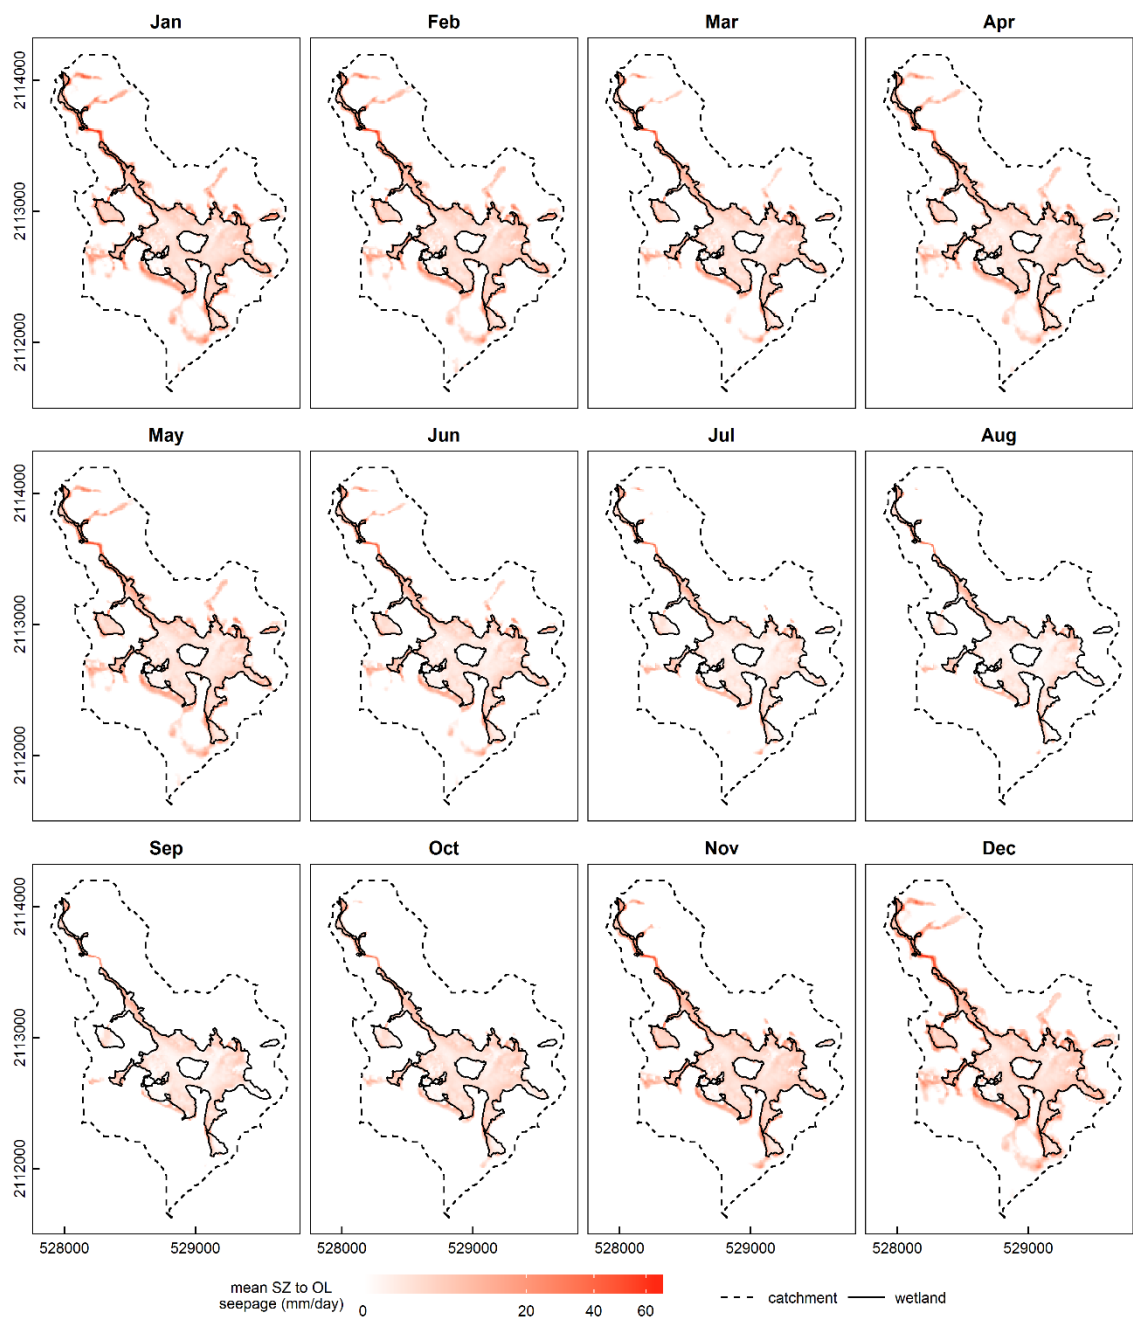 Jan Feb Mar Apr
2114000
2113000
2112000
May Jun Jul Aug
2114000
2113000
2112000
Sep Oct Nov Dec
2114000
2113000
2112000
528000 529000 528000 529000 528000 529000 528000 529000
mean SZ to OL
seepage (mm/day)
0 20 40 60
catchment wetland